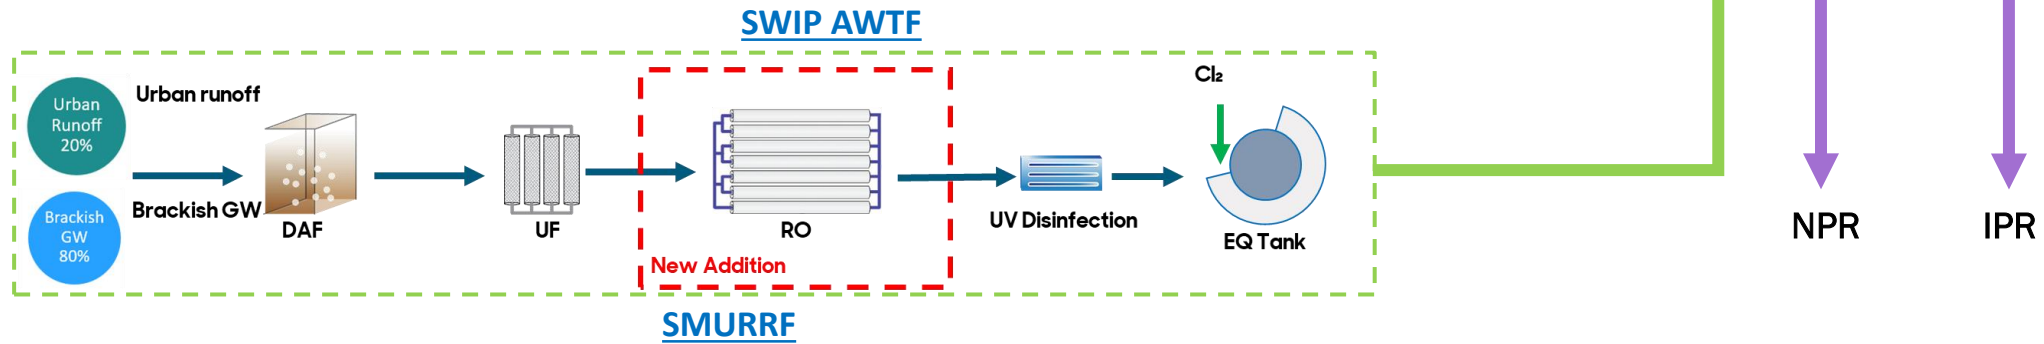 SWIP AWTF
Urban
Runoff
20%
Urban runoff
Brackish
GW
80%
Brackish GW
DAF
UF
RO
New Addition
UV Disinfection
Cl₂
EQ Tank
NPR
IPR
SMURRF